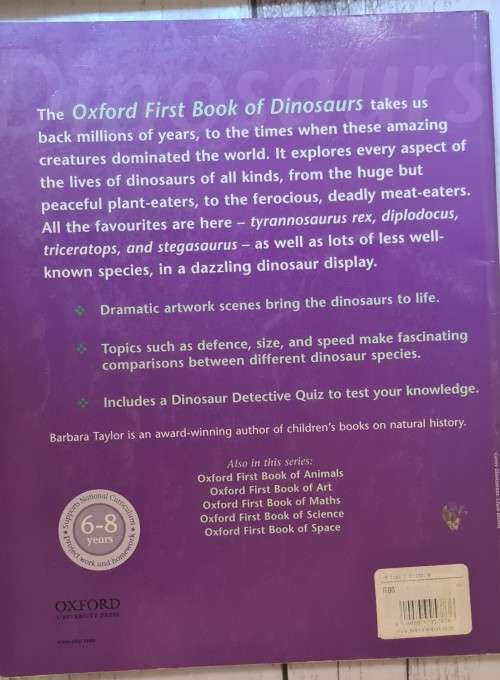 Dinosaurs
The Oxford First Book of Dinosaurs takes us
back millions of years, to the times when these amazing
creatures dominated the world. It explores every aspect of
the lives of dinosaurs of all kinds, from the huge but
peaceful plant-eaters, to the ferocious, deadly meat-eaters.
All the favourites are here – tyrannosaurus rex, diplodocus,
triceratops, and stegasaurus – as well as lots of less well-
known species, in a dazzling dinosaur display.
Dramatic artwork scenes bring the dinosaurs to life.
Topics such as defence, size, and speed make fascinating
comparisons between different dinosaur species.
Includes a Dinosaur Detective Quiz to test your knowledge.
Barbara Taylor is an award-winning author of children's books on natural history.
Also in this series:
Oxford First Book of Animals
Oxford First Book of Art
Oxford First Book of Maths
Oxford First Book of Science
Oxford First Book of Space
Supports National Curriculum
6-8
years
Project work and homework
OXFORD
UNIVERSITY PRESS